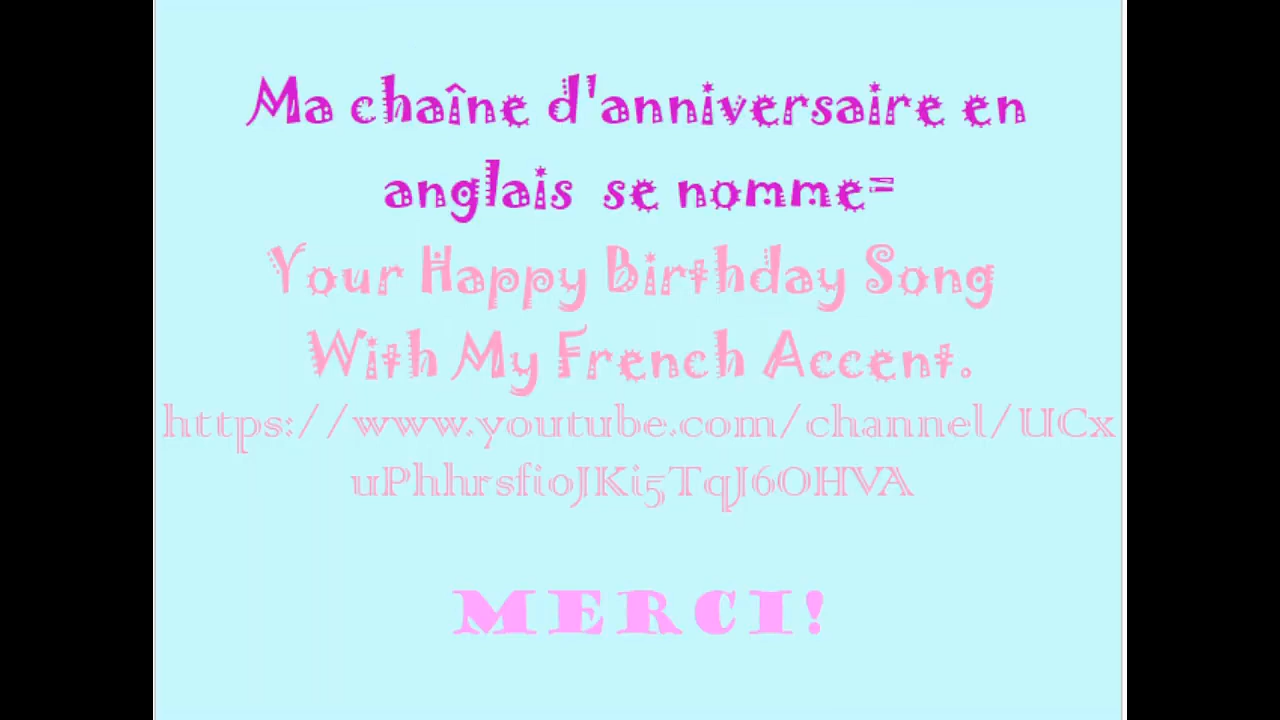 Ma chaîne d'anniversaire en
anglais se nomme=
Your Happy Birthday Song
With My French Accent.
https://www.youtube.com/channel/UCx
uPhhrsfi0JKi5TqJ6OHVA
MERCI!